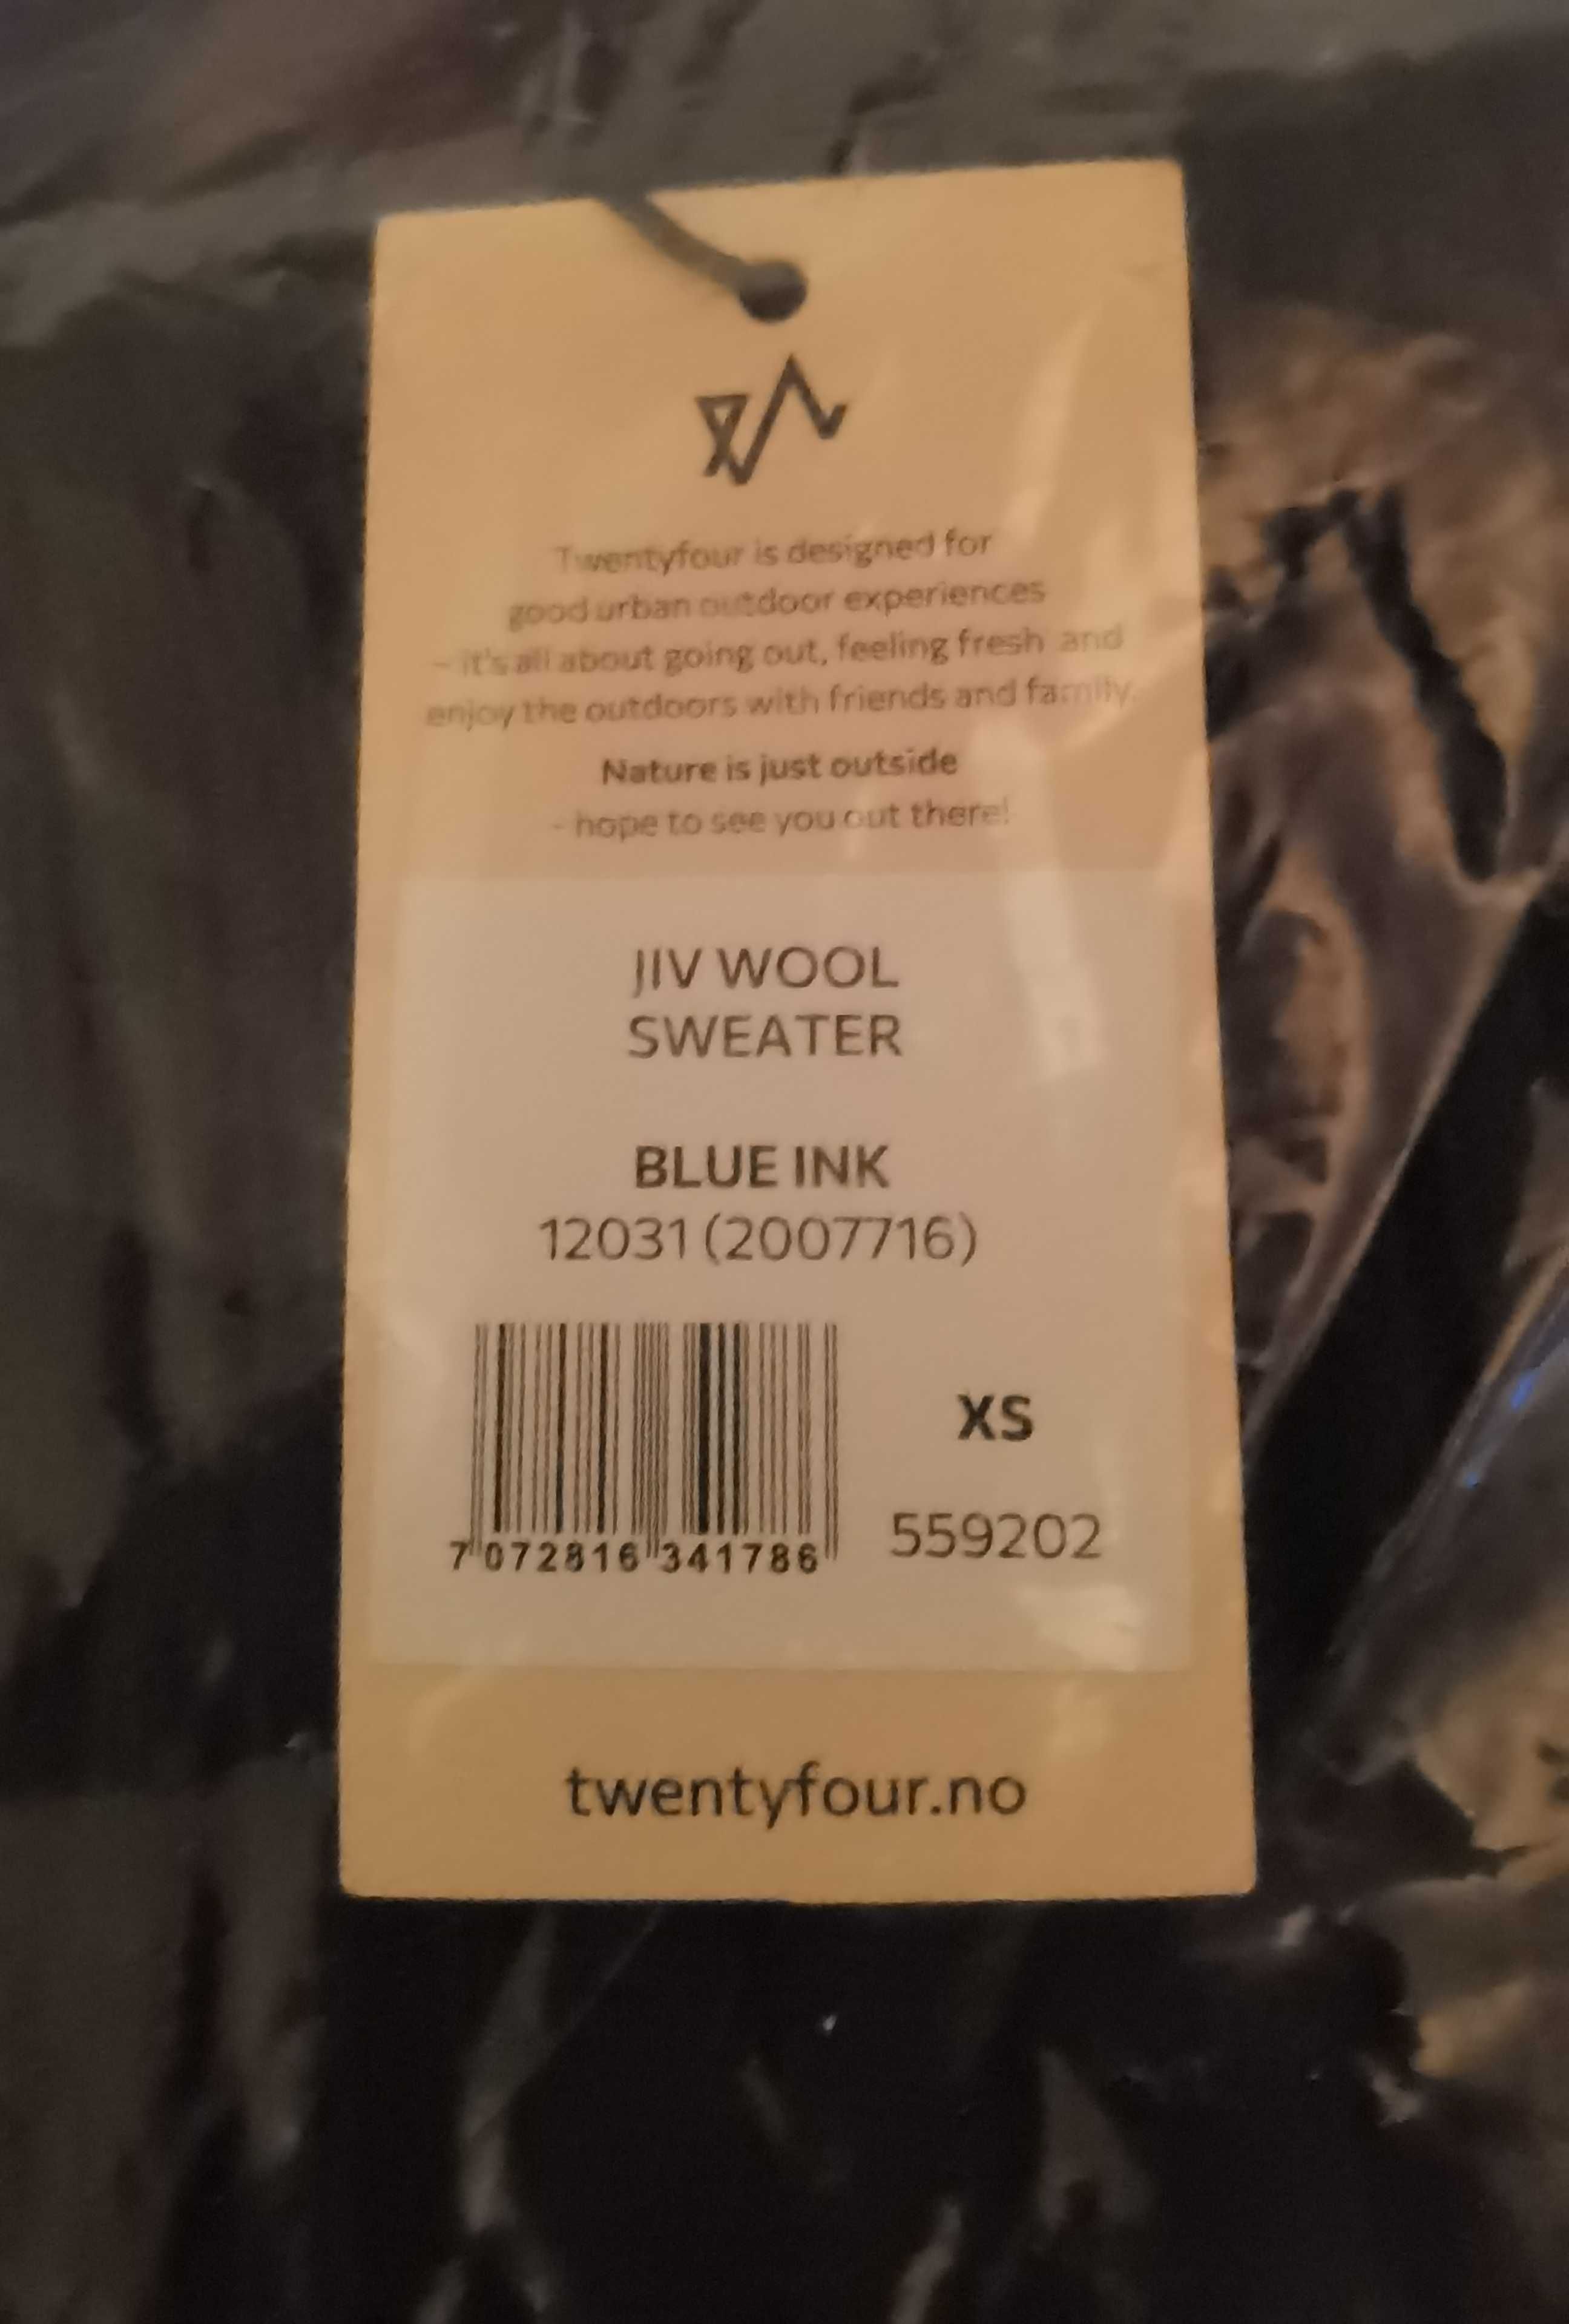 Twentyfour is designed for
good urban outdoor experiences
- it's all about going out, feeling fresh and
enjoy the outdoors with friends and family.
Nature is just outside
- hope to see you out there!
JIV WOOL
SWEATER
BLUE INK
12031 (2007716)
XS
7 072816 341786
559202
twentyfour.no